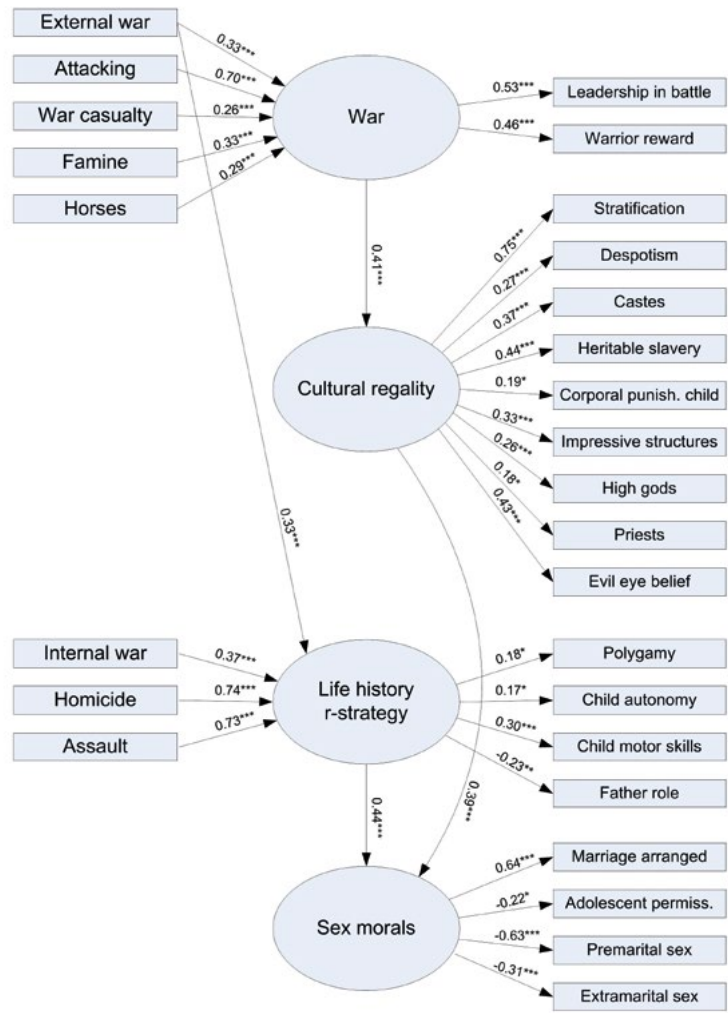 External war
Attacking
War casualty
Famine
Horses
0.33***
0.70***
0.26***
0.33***
0.29***
War
0.53***
0.46***
Leadership in battle
Warrior reward
0.41***
Cultural regality
0.75***
0.27***
0.37***
0.44***
0.19*
0.33***
0.26***
0.18*
0.43***
Stratification
Despotism
Castes
Heritable slavery
Corporal punish. child
Impressive structures
High gods
Priests
Evil eye belief
0.33***
Internal war
Homicide
Assault
0.37***
0.74***
0.73***
Life history
r-strategy
0.18*
0.17*
0.30***
-0.23**
Polygamy
Child autonomy
Child motor skills
Father role
0.44***
0.39***
Sex morals
0.64***
-0.22*
-0.63***
-0.31***
Marriage arranged
Adolescent permiss.
Premarital sex
Extramarital sex